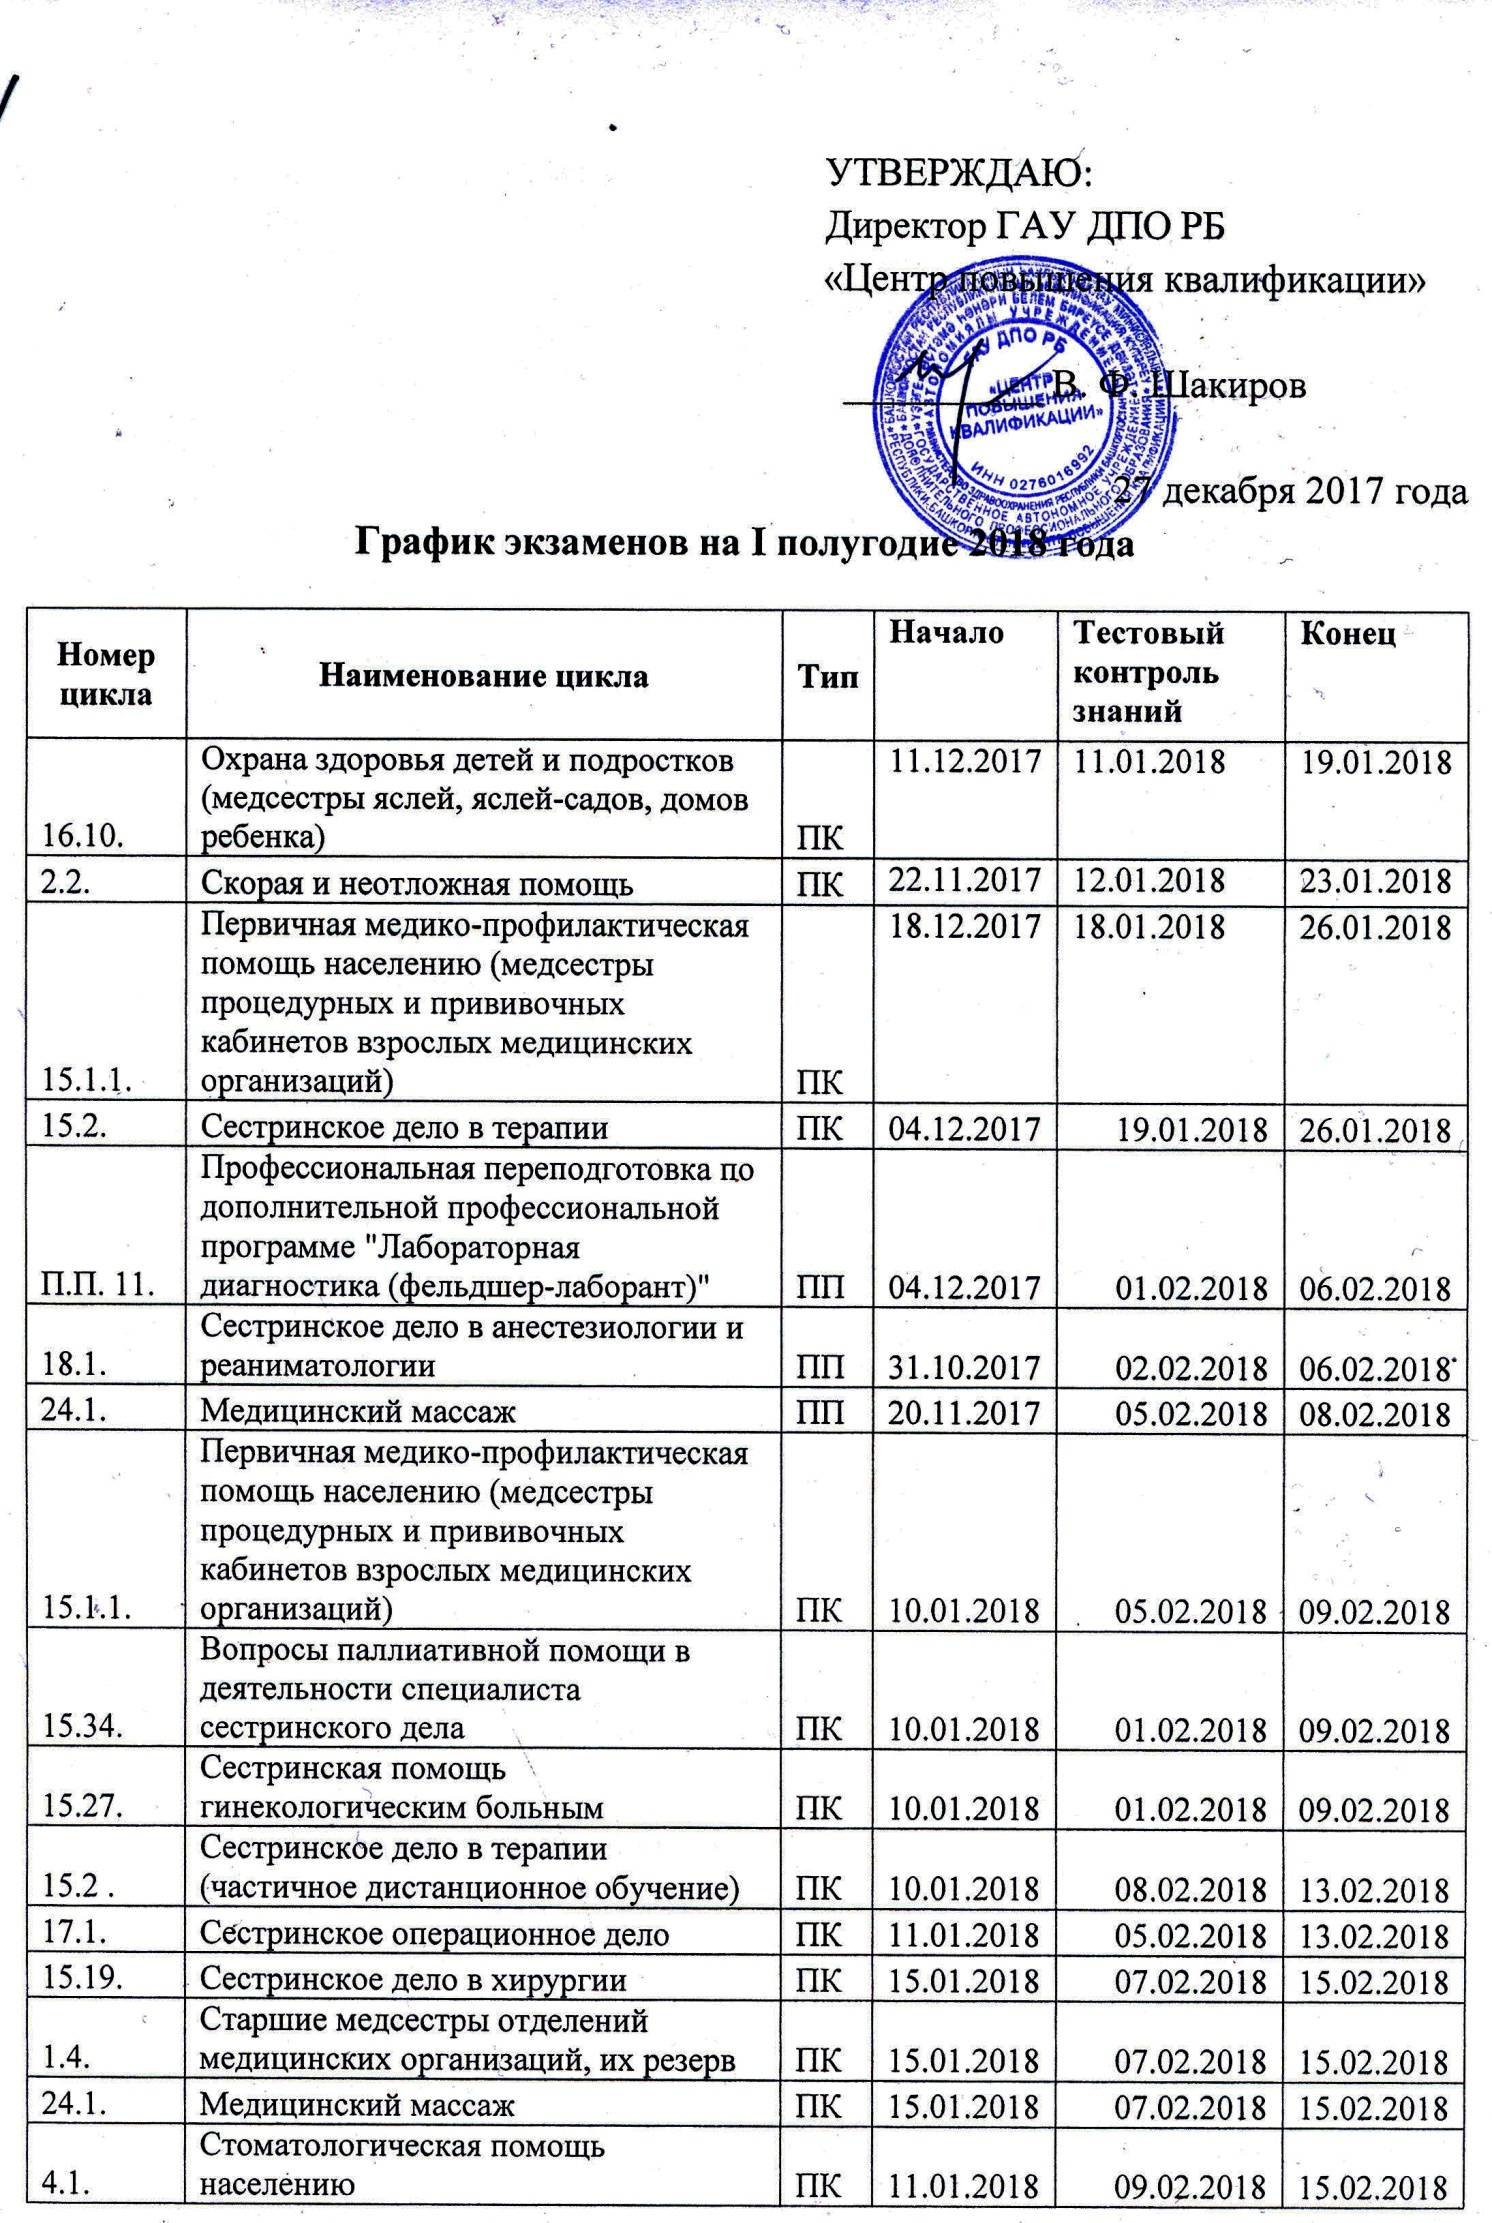 УТВЕРЖДАЮ:
Директор ГАУ ДПО РБ
«Центр повышения квалификации»
В. Ф. Шакиров
27 декабря 2017 года
ГАУ ДПО РБ
«ЦЕНТР
ПОВЫШЕНИЯ
КВАЛИФИКАЦИИ»
ИНН 0276016992
График экзаменов на I полугодие 2018 года
Номер цикла Наименование цикла Тип Начало Тестовый контроль знаний Конец
Охрана здоровья детей и подростков 11.12.2017 11.01.2018 19.01.2018
(медсестры яслей, яслей-садов, домов
16.10. ребенка) ПК
2.2. Скорая и неотложная помощь ПК 22.11.2017 12.01.2018 23.01.2018
Первичная медико-профилактическая 18.12.2017 18.01.2018 26.01.2018
помощь населению (медсестры
процедурных и прививочных
кабинетов взрослых медицинских
15.1.1. организаций) ПК
15.2. Сестринское дело в терапии ПК 04.12.2017 19.01.2018 26.01.2018
Профессиональная переподготовка по
дополнительной профессиональной
программе "Лабораторная
П.П. 11. диагностика (фельдшер-лаборант)" ПП 04.12.2017 01.02.2018 06.02.2018
Сестринское дело в анестезиологии и
18.1. реаниматологии ПП 31.10.2017 02.02.2018 06.02.2018
24.1. Медицинский массаж ПП 20.11.2017 05.02.2018 08.02.2018
Первичная медико-профилактическая
помощь населению (медсестры
процедурных и прививочных
кабинетов взрослых медицинских
15.1.1. организаций) ПК 10.01.2018 05.02.2018 09.02.2018
Вопросы паллиативной помощи в
деятельности специалиста
15.34. сестринского дела ПК 10.01.2018 01.02.2018 09.02.2018
Сестринская помощь
15.27. гинекологическим больным ПК 10.01.2018 01.02.2018 09.02.2018
Сестринское дело в терапии
15.2 . (частичное дистанционное обучение) ПК 10.01.2018 08.02.2018 13.02.2018
17.1. Сестринское операционное дело ПК 11.01.2018 05.02.2018 13.02.2018
15.19. Сестринское дело в хирургии ПК 15.01.2018 07.02.2018 15.02.2018
Старшие медсестры отделений
1.4. медицинских организаций, их резерв ПК 15.01.2018 07.02.2018 15.02.2018
24.1. Медицинский массаж ПК 15.01.2018 07.02.2018 15.02.2018
Стоматологическая помощь
4.1. населению ПК 11.01.2018 09.02.2018 15.02.2018